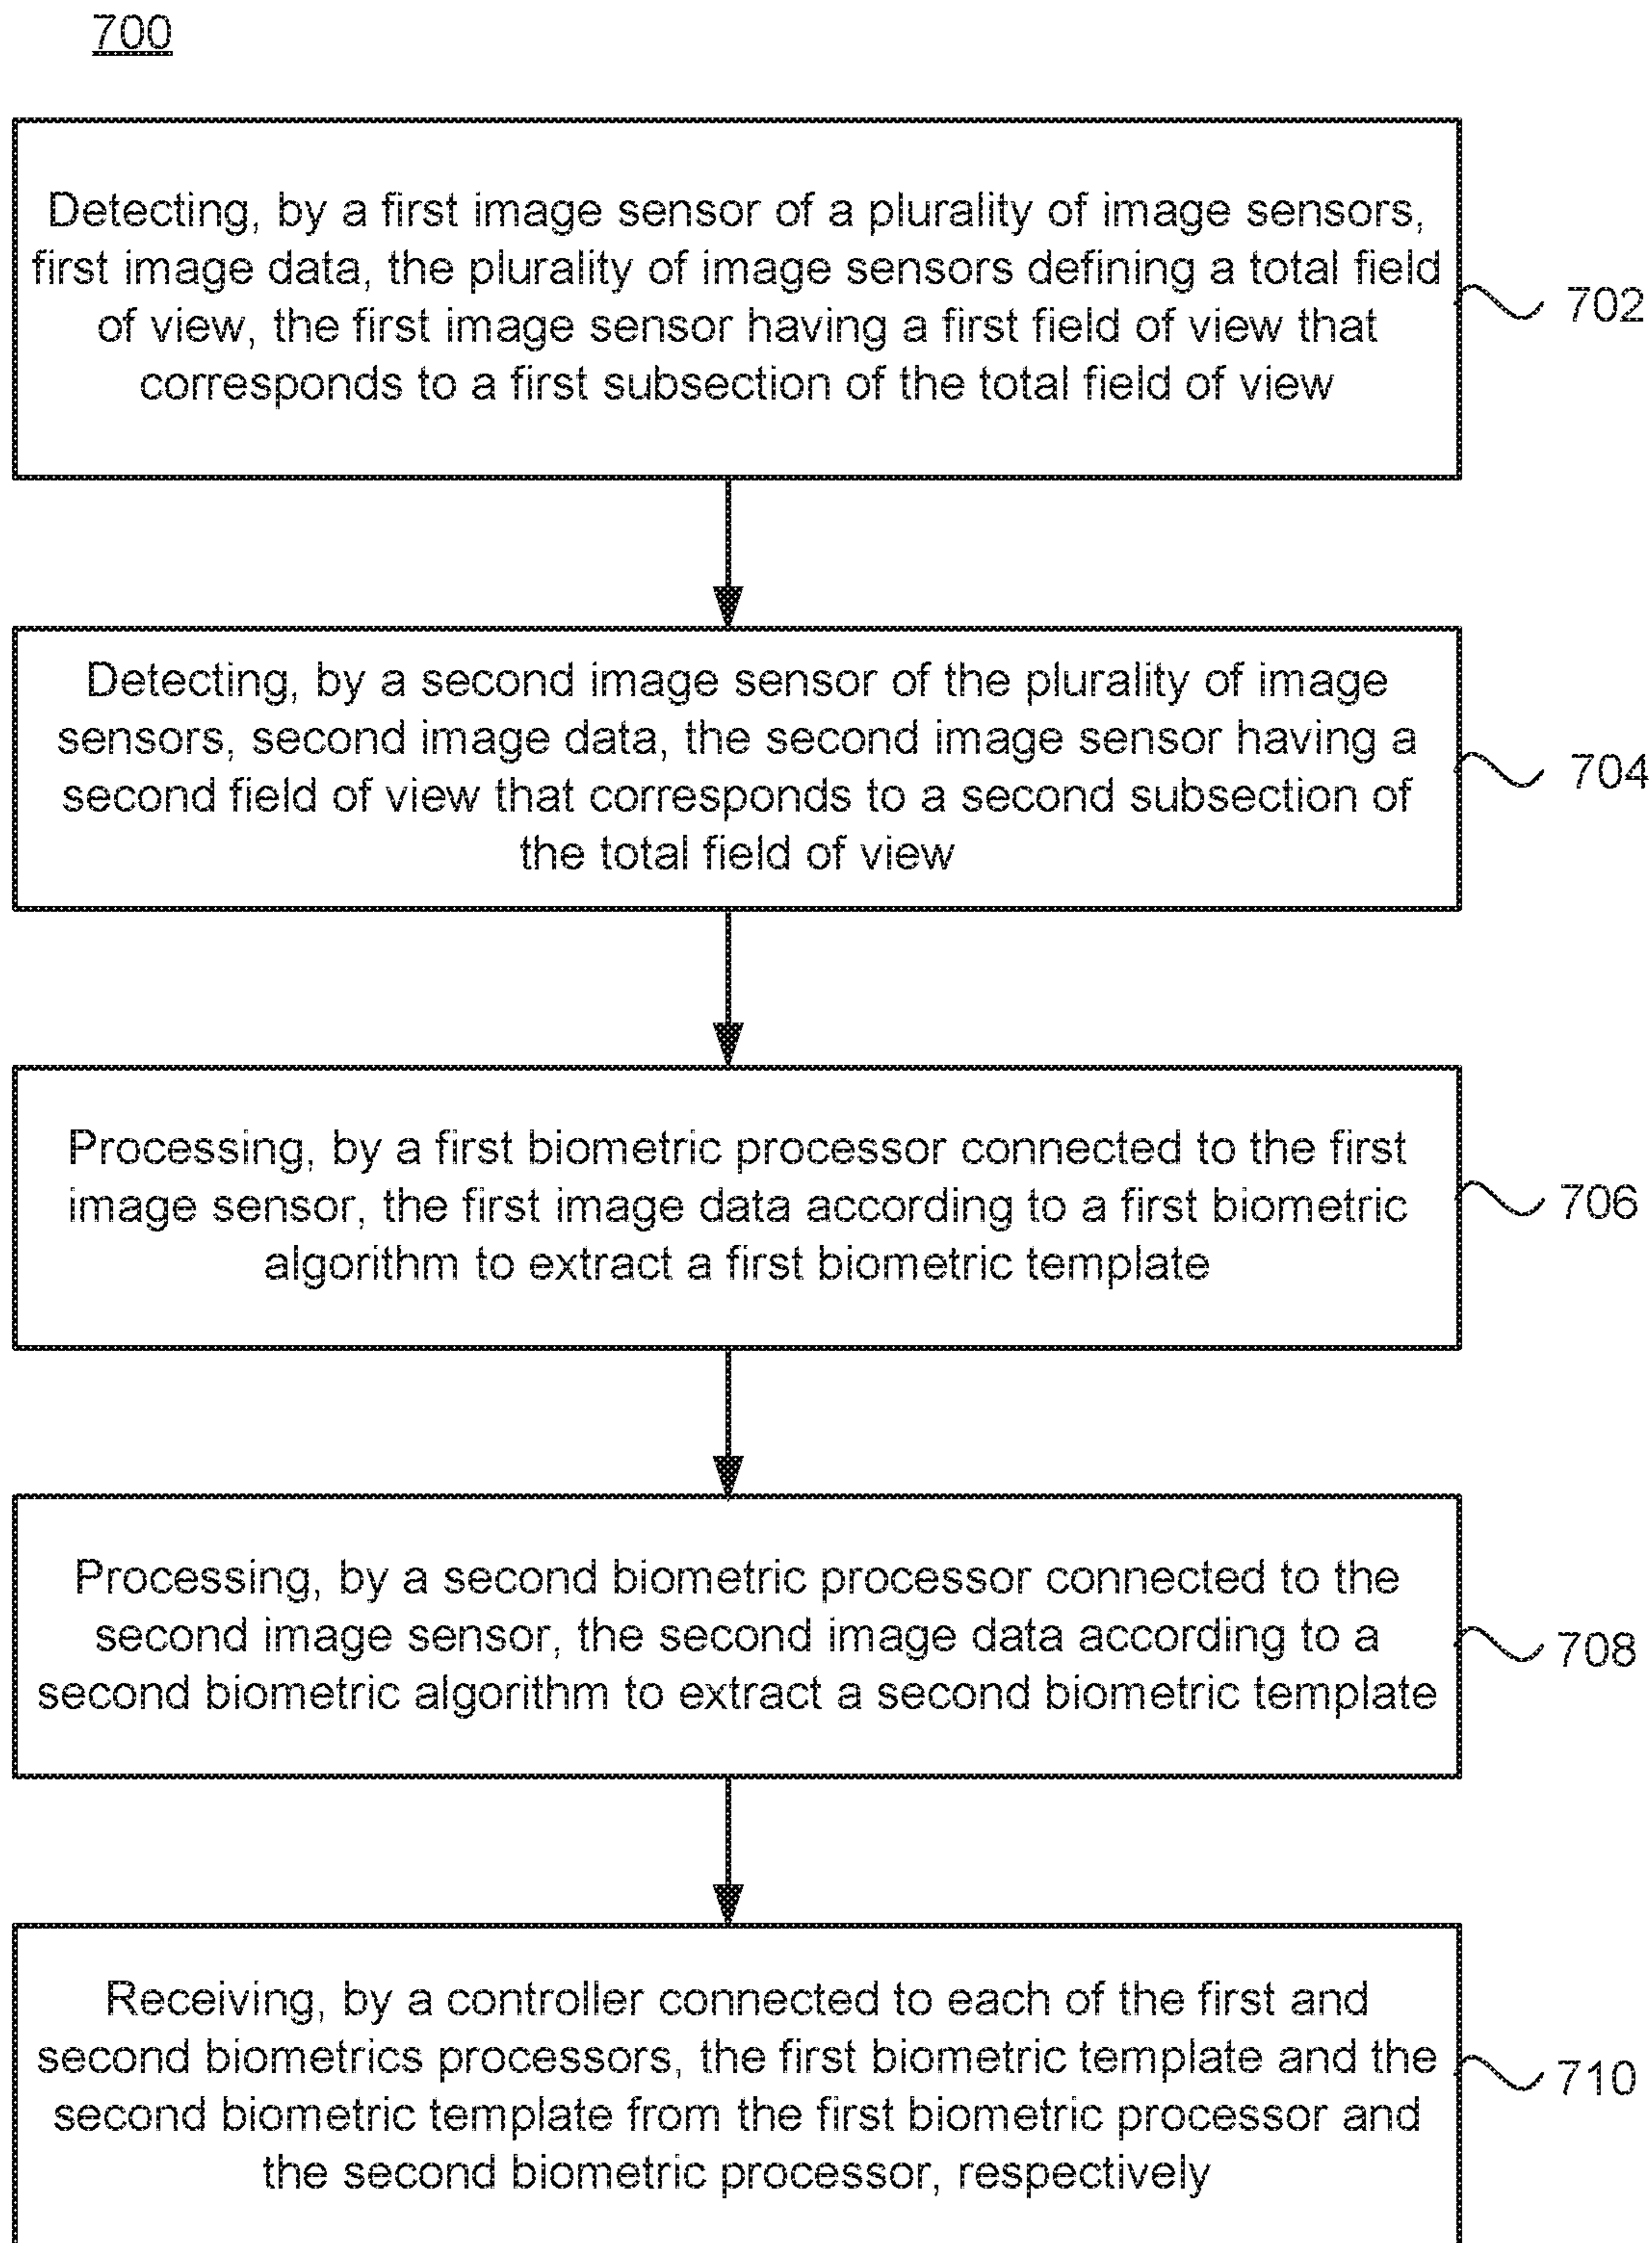 700
Detecting, by a first image sensor of a plurality of image sensors,
first image data, the plurality of image sensors defining a total field
of view, the first image sensor having a first field of view that
corresponds to a first subsection of the total field of view
702
Detecting, by a second image sensor of the plurality of image
sensors, second image data, the second image sensor having a
second field of view that corresponds to a second subsection of
the total field of view
704
Processing, by a first biometric processor connected to the first
image sensor, the first image data according to a first biometric
algorithm to extract a first biometric template
706
Processing, by a second biometric processor connected to the
second image sensor, the second image data according to a
second biometric algorithm to extract a second biometric template
708
Receiving, by a controller connected to each of the first and
second biometrics processors, the first biometric template and the
second biometric template from the first biometric processor and
the second biometric processor, respectively
710